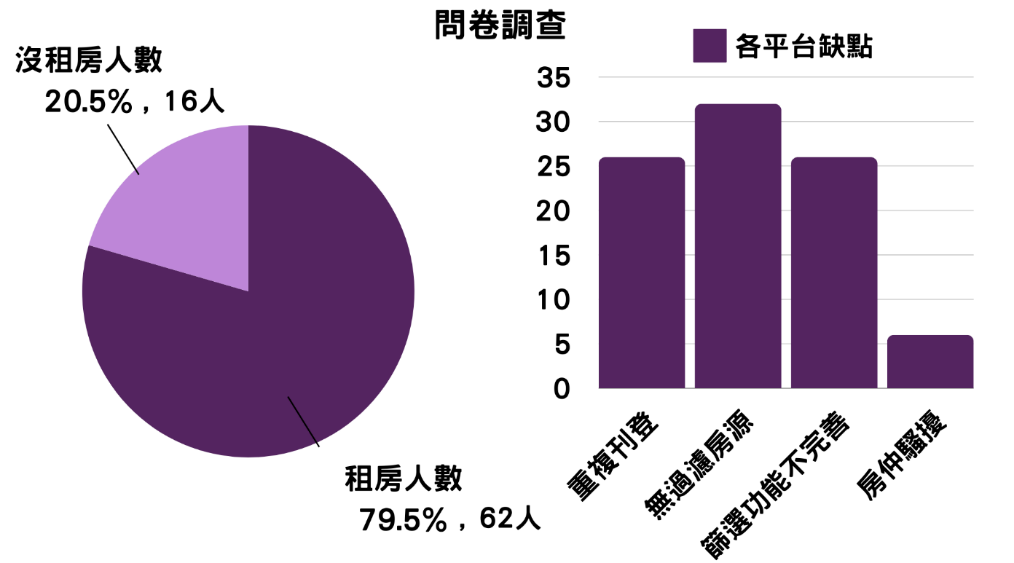 問卷調查
沒租房人數
20.5%，16人
租房人數
79.5%，62人
各平台缺點
35
30
25
20
15
10
5
0
重複刊登
無過濾房源
篩選功能不完善
房仲騷擾